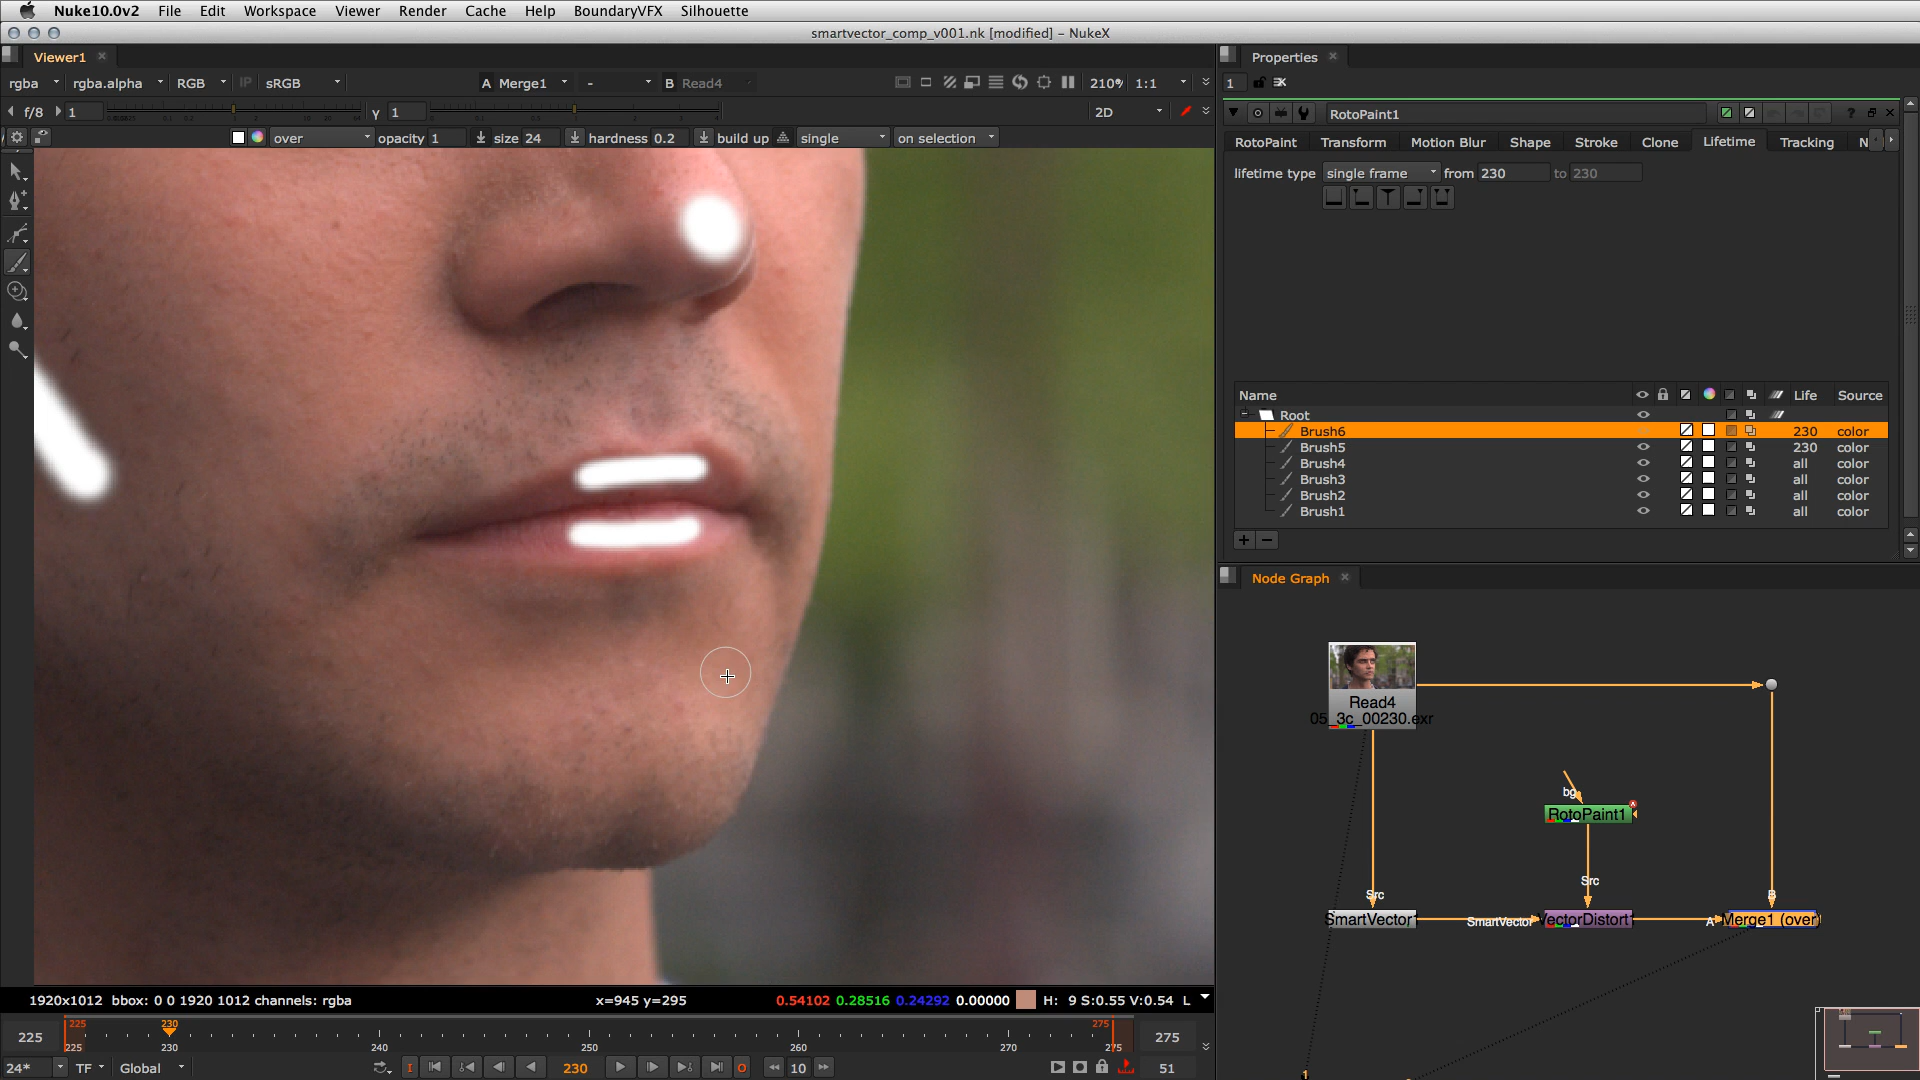 Nuke10.0v2 File Edit Workspace Viewer Render Cache Help BoundaryVFX Silhouette
smartvector_comp_v001.nk [modified] – NukeX
Viewer1
rgba rgba.alpha RGB IP sRGB A Merge1 - B Read4 210% 1:1
f/8 1 γ 1 2D
over opacity 1 size 24 hardness 0.2 build up single on selection
1920x1012 bbox: 0 0 1920 1012 channels: rgba x=945 y=295 0.54102 0.28516 0.24292 0.00000 H: 9 S:0.55 V:0.54 L
225 230 275
225 275
225 230 240 250 260 270 275
24* TF Global I 230 O 10 51
Properties
1
RotoPaint1
RotoPaint Transform Motion Blur Shape Stroke Clone Lifetime Tracking N
lifetime type single frame from 230 to 230
Name Life Source
Root
Brush6 230 color
Brush5 230 color
Brush4 all color
Brush3 all color
Brush2 all color
Brush1 all color
+ −
Node Graph
Read4
05_3c_00230.exr
bg
RotoPaint1
Src Src B
SmartVector SmartVector VectorDistort1 A Merge1 (over)
1